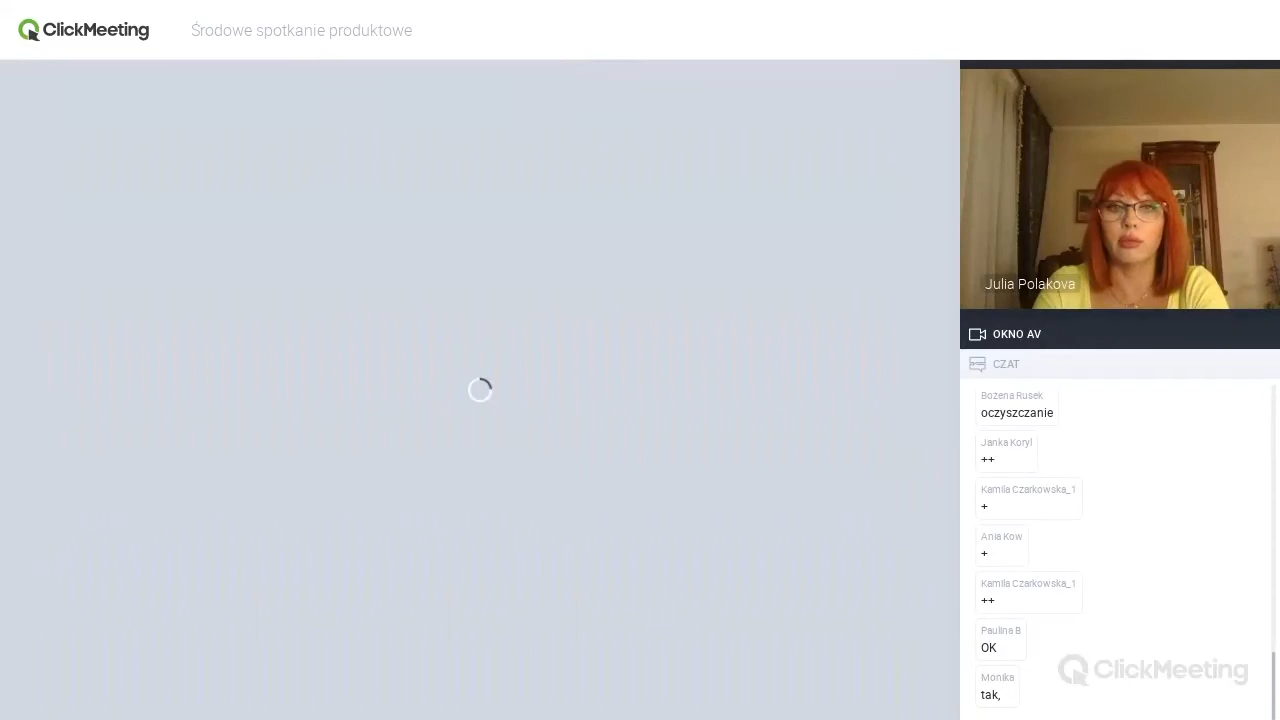 ClickMeeting
Środowe spotkanie produktowe
Julia Polakova
OKNO AV
CZAT
Bożena Rusek
oczyszczanie
Janka Koryl
++
Kamila Czarkowska_1
+
Ania Kow
+
Kamila Czarkowska_1
++
Paulina B
OK
Monika
tak,
ClickMeeting